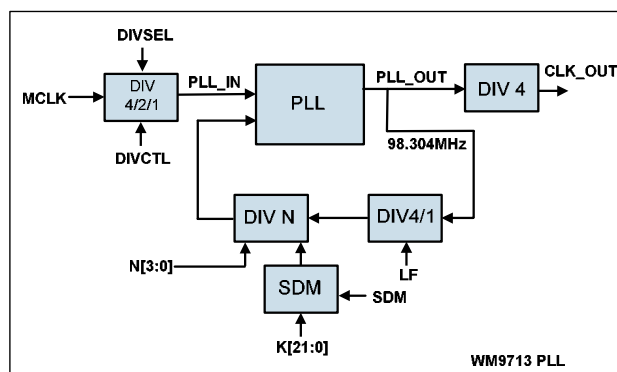 DIVSEL
MCLK
DIV
4/2/1
DIVCTL
PLL_IN
PLL
PLL_OUT
DIV 4
CLK_OUT
98.304MHz
DIV N
DIV4/1
N[3:0]
LF
SDM
SDM
K[21:0]
WM9713 PLL